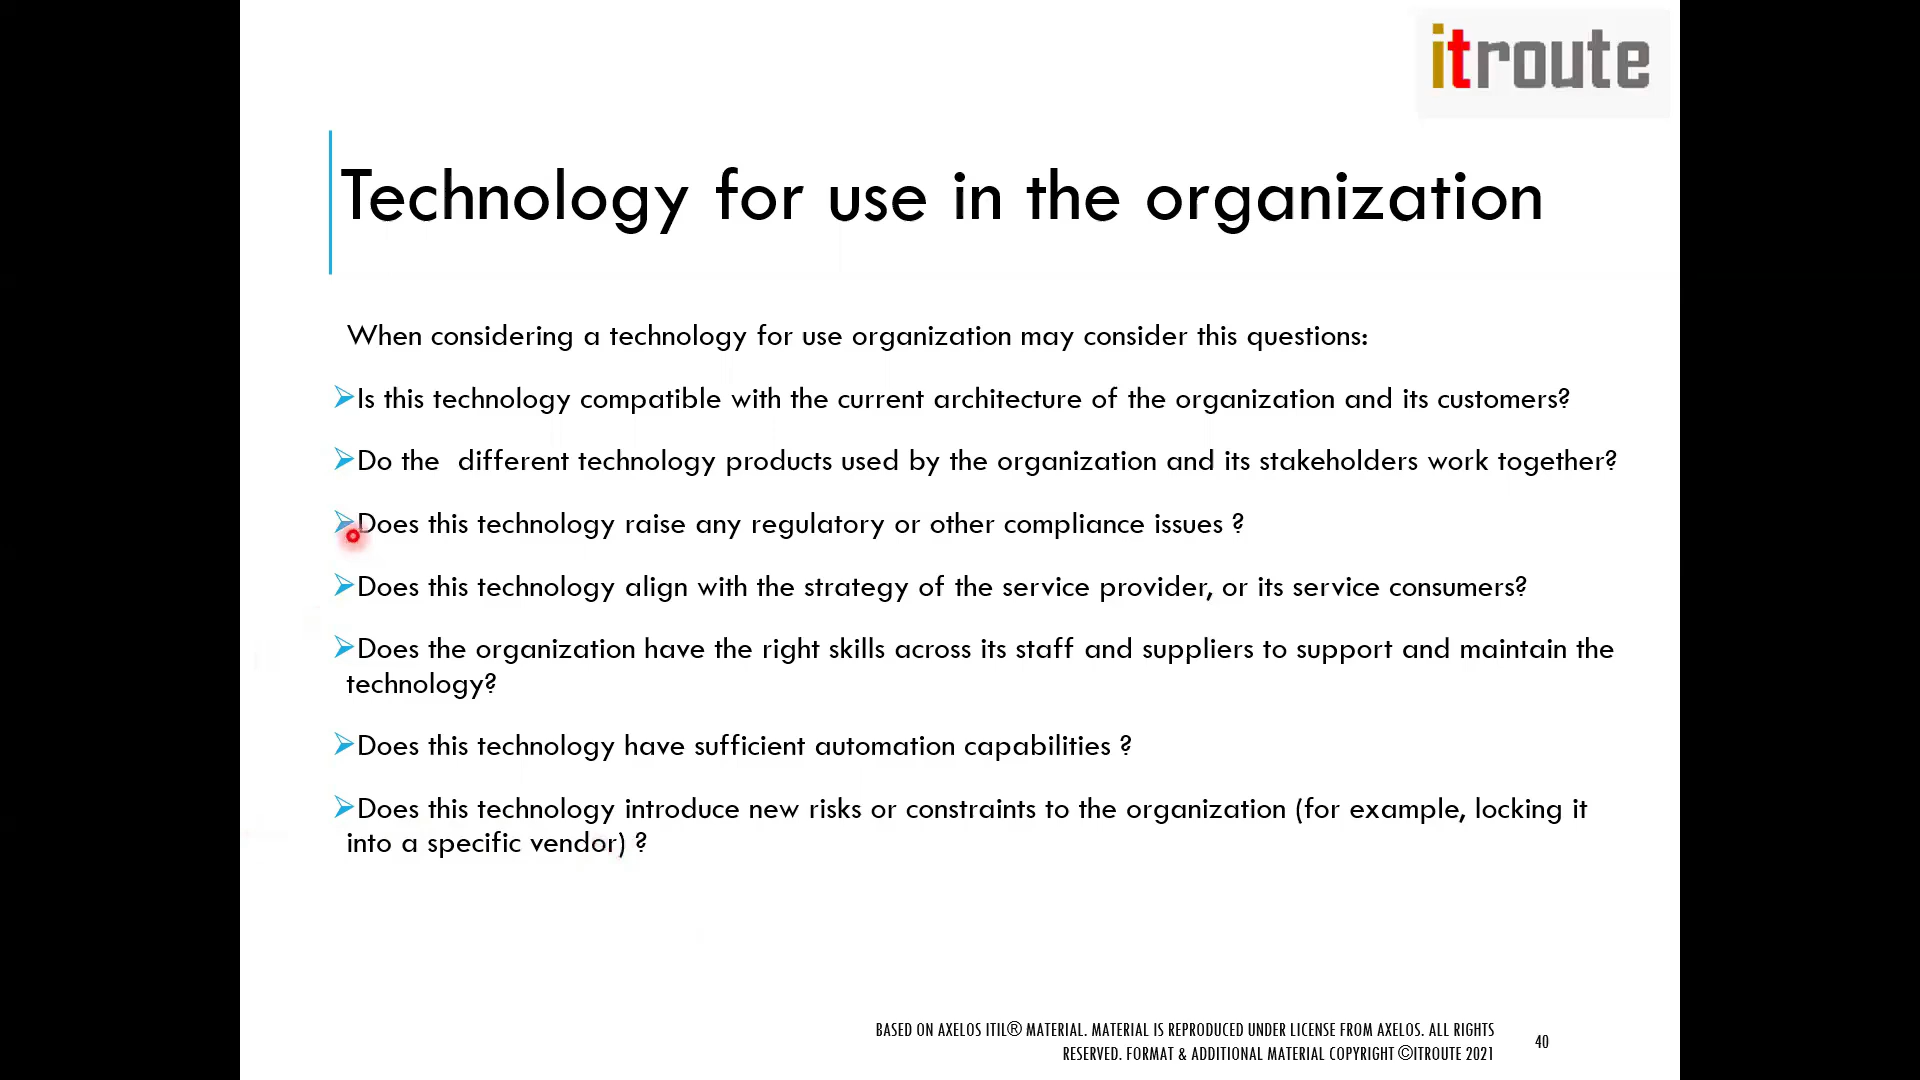 itroute
Technology for use in the organization
When considering a technology for use organization may consider this questions:
Is this technology compatible with the current architecture of the organization and its customers?
Do the  different technology products used by the organization and its stakeholders work together?
Does this technology raise any regulatory or other compliance issues ?
Does this technology align with the strategy of the service provider, or its service consumers?
Does the organization have the right skills across its staff and suppliers to support and maintain the
technology?
Does this technology have sufficient automation capabilities ?
Does this technology introduce new risks or constraints to the organization (for example, locking it
into a specific vendor) ?
BASED ON AXELOS ITIL® MATERIAL. MATERIAL IS REPRODUCED UNDER LICENSE FROM AXELOS. ALL RIGHTS
RESERVED. FORMAT & ADDITIONAL MATERIAL COPYRIGHT ©ITROUTE 2021
40